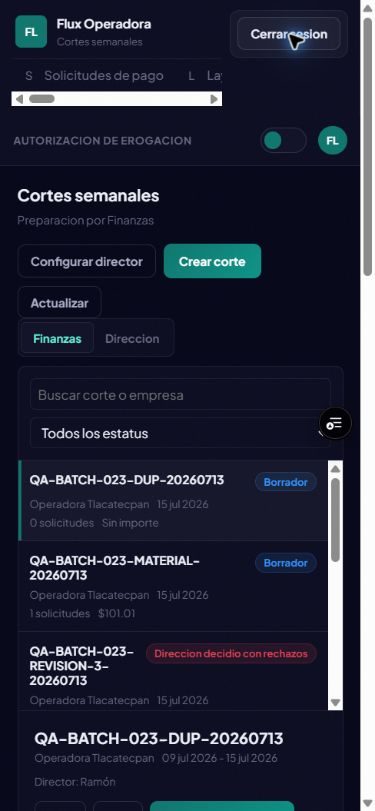 FL
Flux Operadora
Cortes semanales
Cerrar sesion
S Solicitudes de pago L
AUTORIZACION DE EROGACION
FL
Cortes semanales
Preparacion por Finanzas
Configurar director
Crear corte
Actualizar
Finanzas
Direccion
Buscar corte o empresa
Todos los estatus
QA-BATCH-023-DUP-20260713
Borrador
Operadora Tlacatecpan 15 jul 2026
0 solicitudes Sin importe
QA-BATCH-023-MATERIAL-
20260713
Borrador
Operadora Tlacatecpan 15 jul 2026
1 solicitudes $101.01
QA-BATCH-023-
REVISION-3-
20260713
Direccion decidio con rechazos
Operadora Tlacatecpan 15 jul 2026
QA-BATCH-023-DUP-20260713
Operadora Tlacatecpan 09 jul 2026 - 15 jul 2026
Director: Ramón